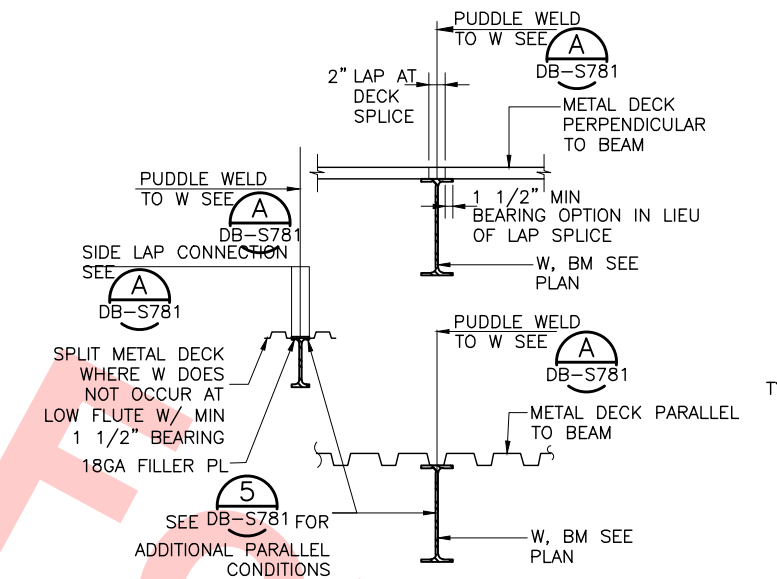 PUDDLE WELD
TO W SEE
A
DB-S781
2" LAP AT
DECK
SPLICE
METAL DECK
PERPENDICULAR
TO BEAM
1 1/2" MIN
BEARING OPTION IN LIEU
OF LAP SPLICE
W, BM SEE
PLAN
PUDDLE WELD
TO W SEE
A
DB-S781
SIDE LAP CONNECTION
SEE
A
DB-S781
SPLIT METAL DECK
WHERE W DOES
NOT OCCUR AT
LOW FLUTE W/ MIN
1 1/2" BEARING
18GA FILLER PL
PUDDLE WELD
TO W SEE
A
DB-S781
METAL DECK PARALLEL
TO BEAM
5
SEE DB-S781 FOR
ADDITIONAL PARALLEL
CONDITIONS
W, BM SEE
PLAN